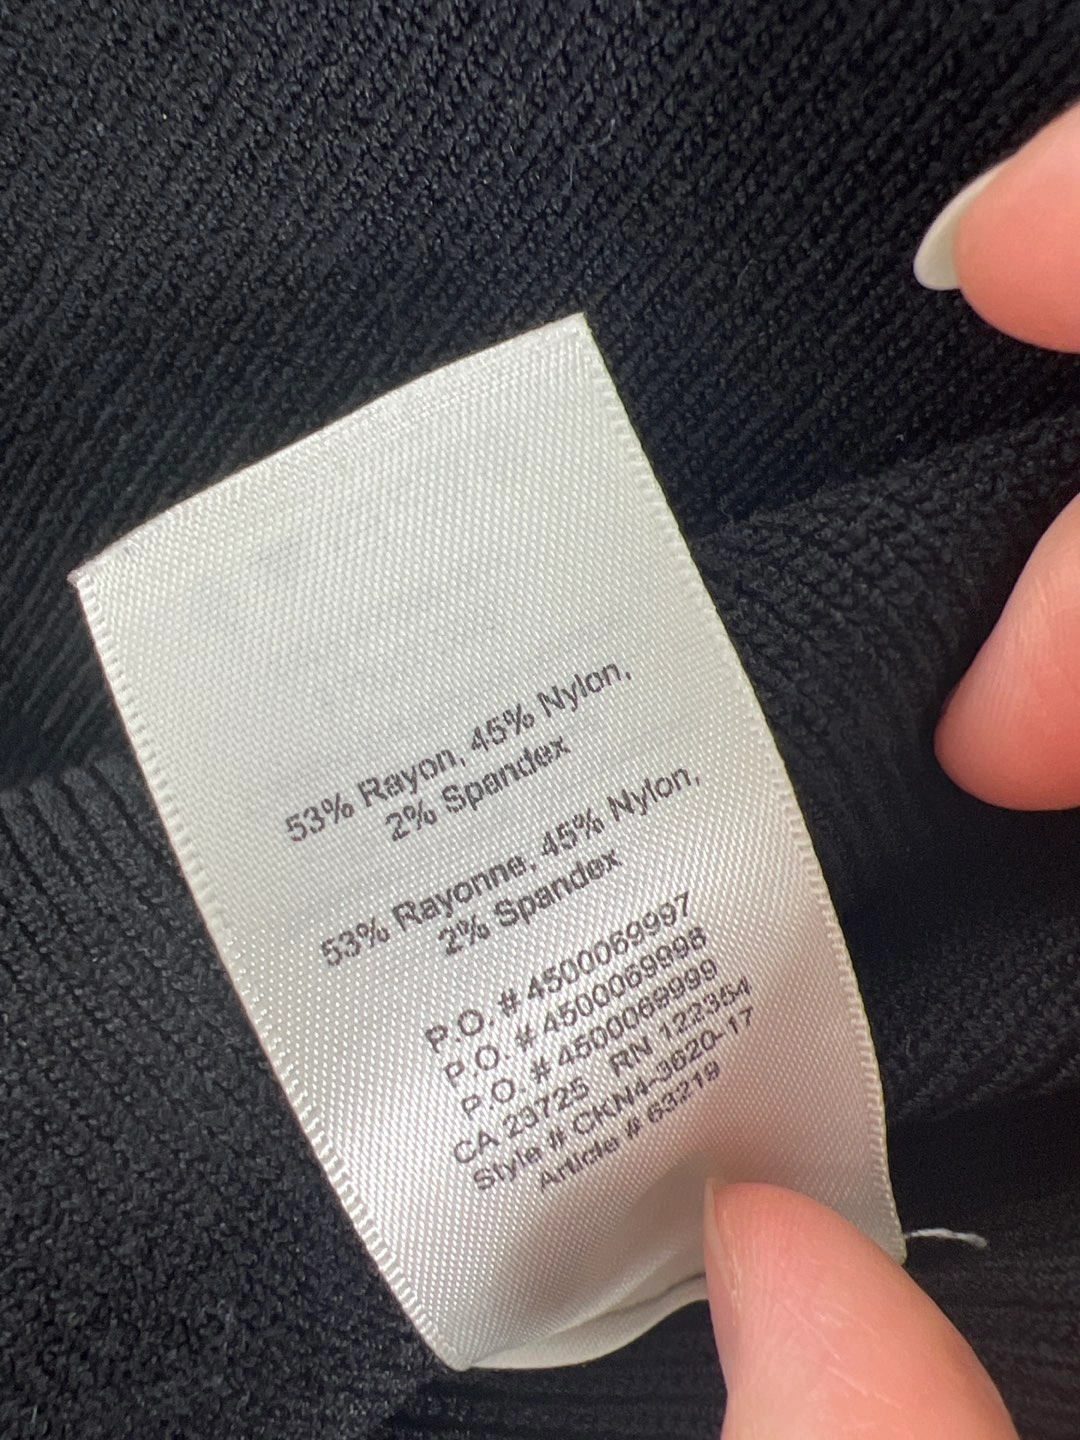 53% Rayon, 45% Nylon,
2% Spandex
53% Rayonne, 45% Nylon,
2% Spandex
P.O. # 4500069997
P.O. # 4500069998
P.O. # 4500069999
CA 23725 RN 122354
Style # CKN4-3620-17
Article # 63219